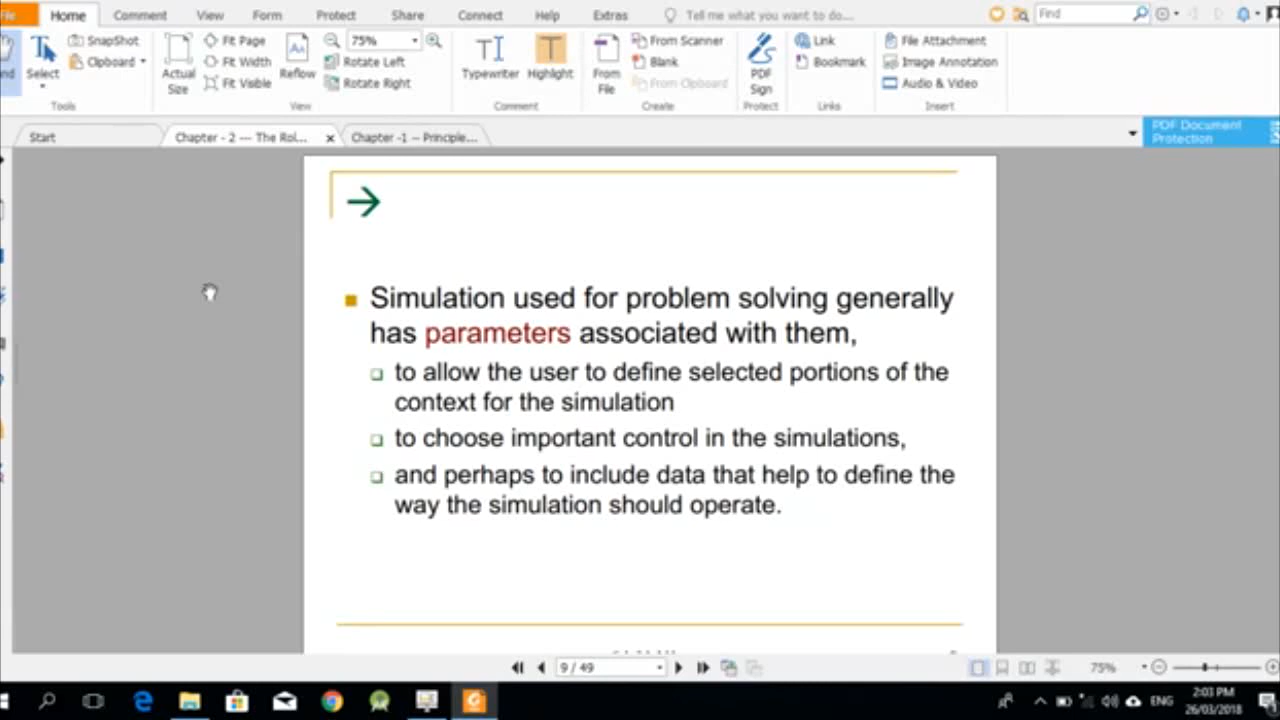 File Home Comment View Form Protect Share Connect Help Extras Tell me what you want to do... Find
SnapShot Fit Page 75% From Scanner Link File Attachment
Select Clipboard Actual Size Fit Width Reflow Rotate Left Typewriter Highlight From File Blank PDF Sign Bookmark Image Annotation
Fit Visible Rotate Right From Clipboard Audio & Video
Tools View Comment Create Protect Links Insert
Start Chapter - 2 --- The Rol... x Chapter -1 -- Principle... PDF Document
Protection
→
Simulation used for problem solving generally
has parameters associated with them,
to allow the user to define selected portions of the
context for the simulation
to choose important control in the simulations,
and perhaps to include data that help to define the
way the simulation should operate.
9 / 49 75%
ENG 2:03 PM
26/03/2018